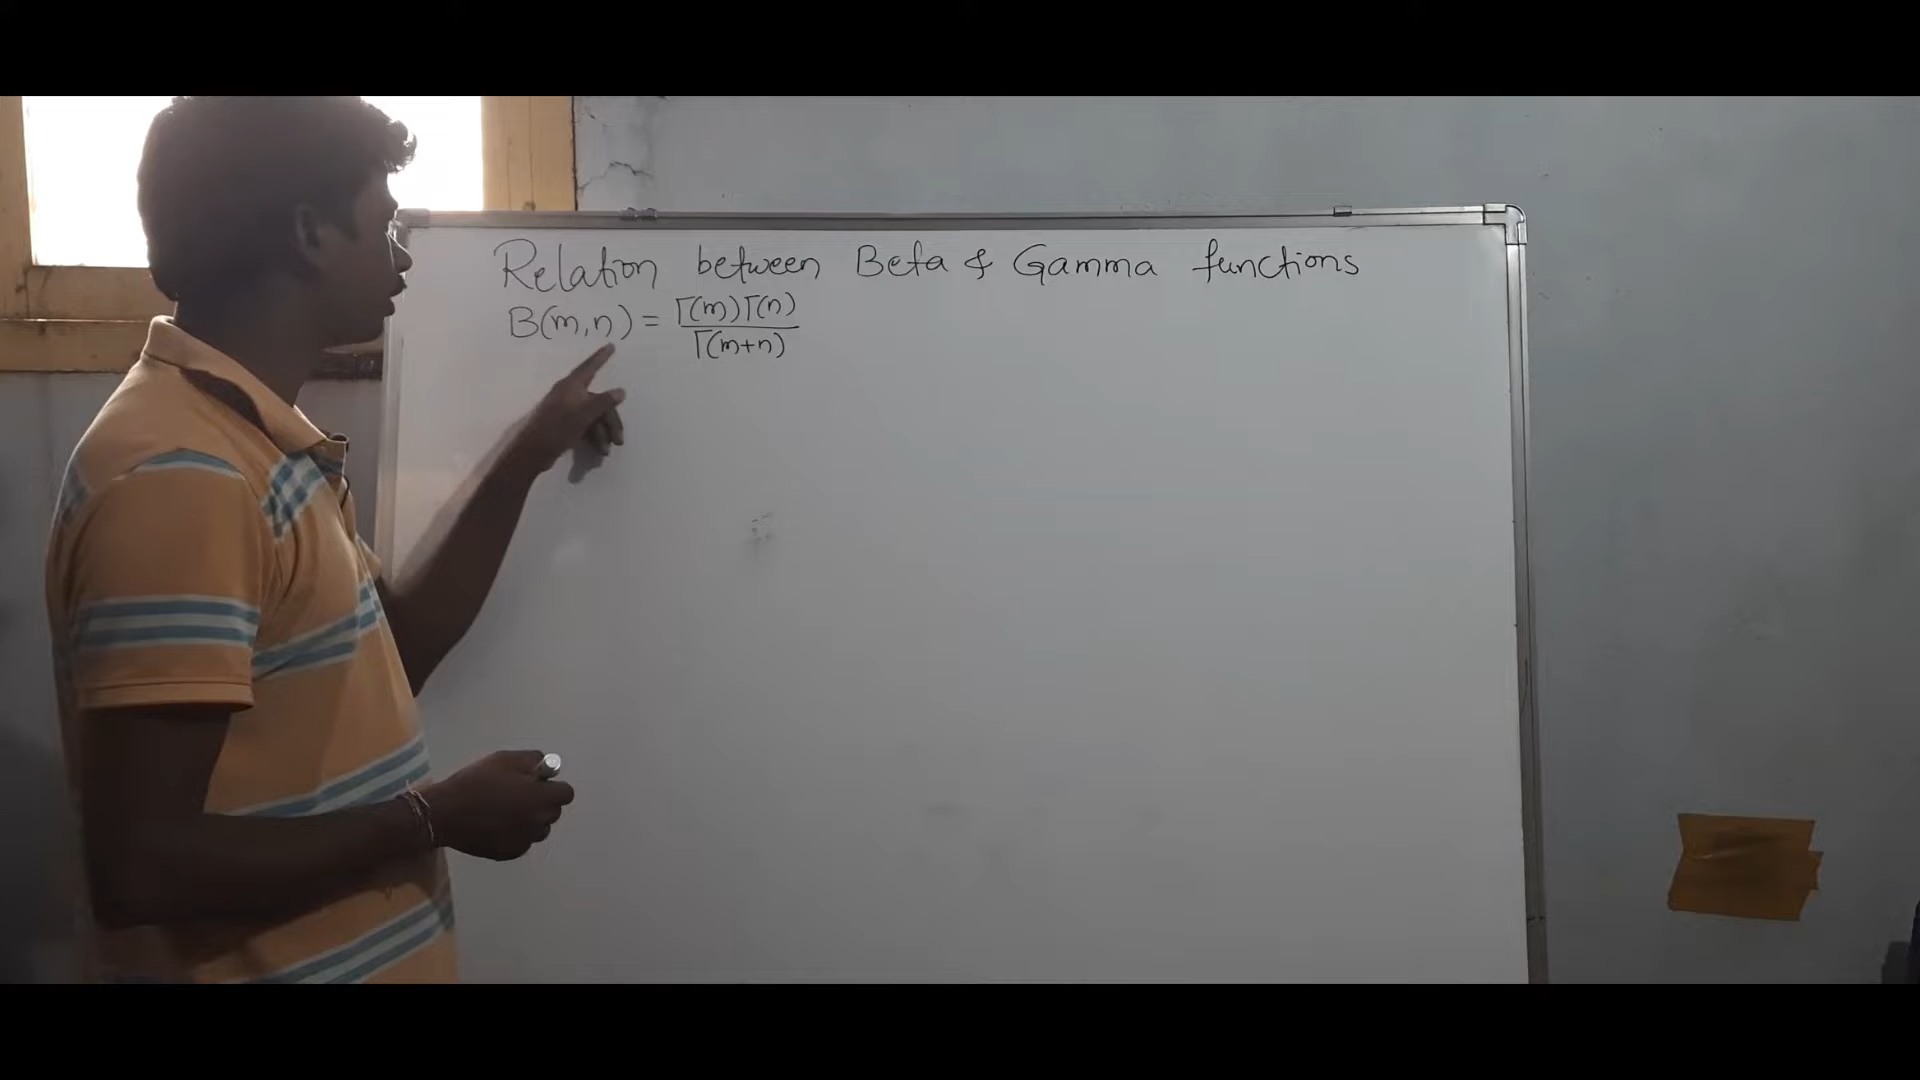 Relation between Beta & Gamma functions
B(m,n) = Γ(m)Γ(n) / Γ(m+n)